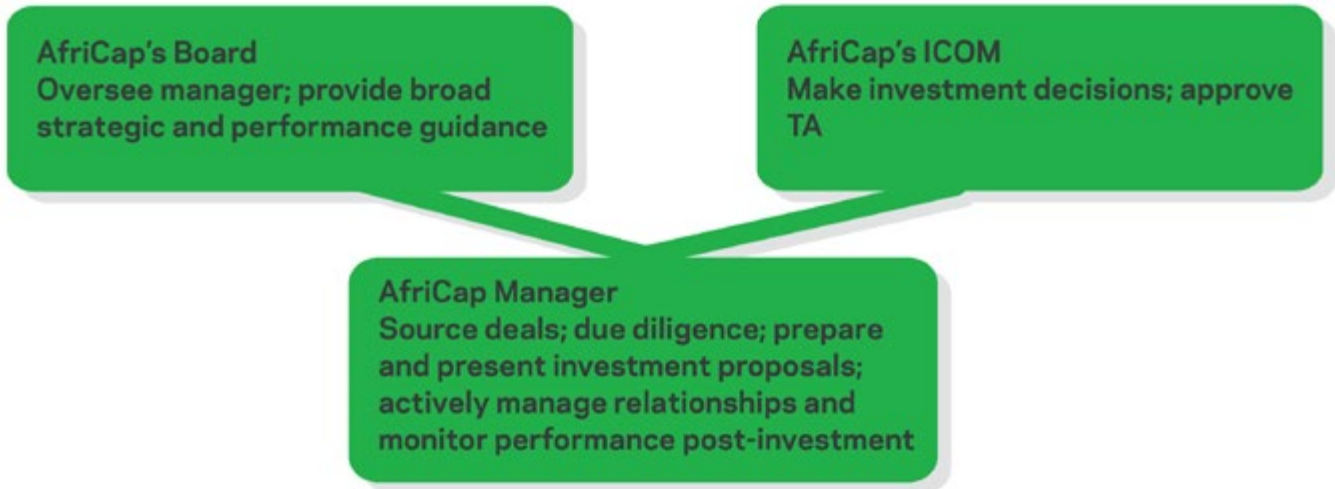 AfriCap's Board
Oversee manager; provide broad
strategic and performance guidance
AfriCap's ICOM
Make investment decisions; approve
TA
AfriCap Manager
Source deals; due diligence; prepare
and present investment proposals;
actively manage relationships and
monitor performance post-investment